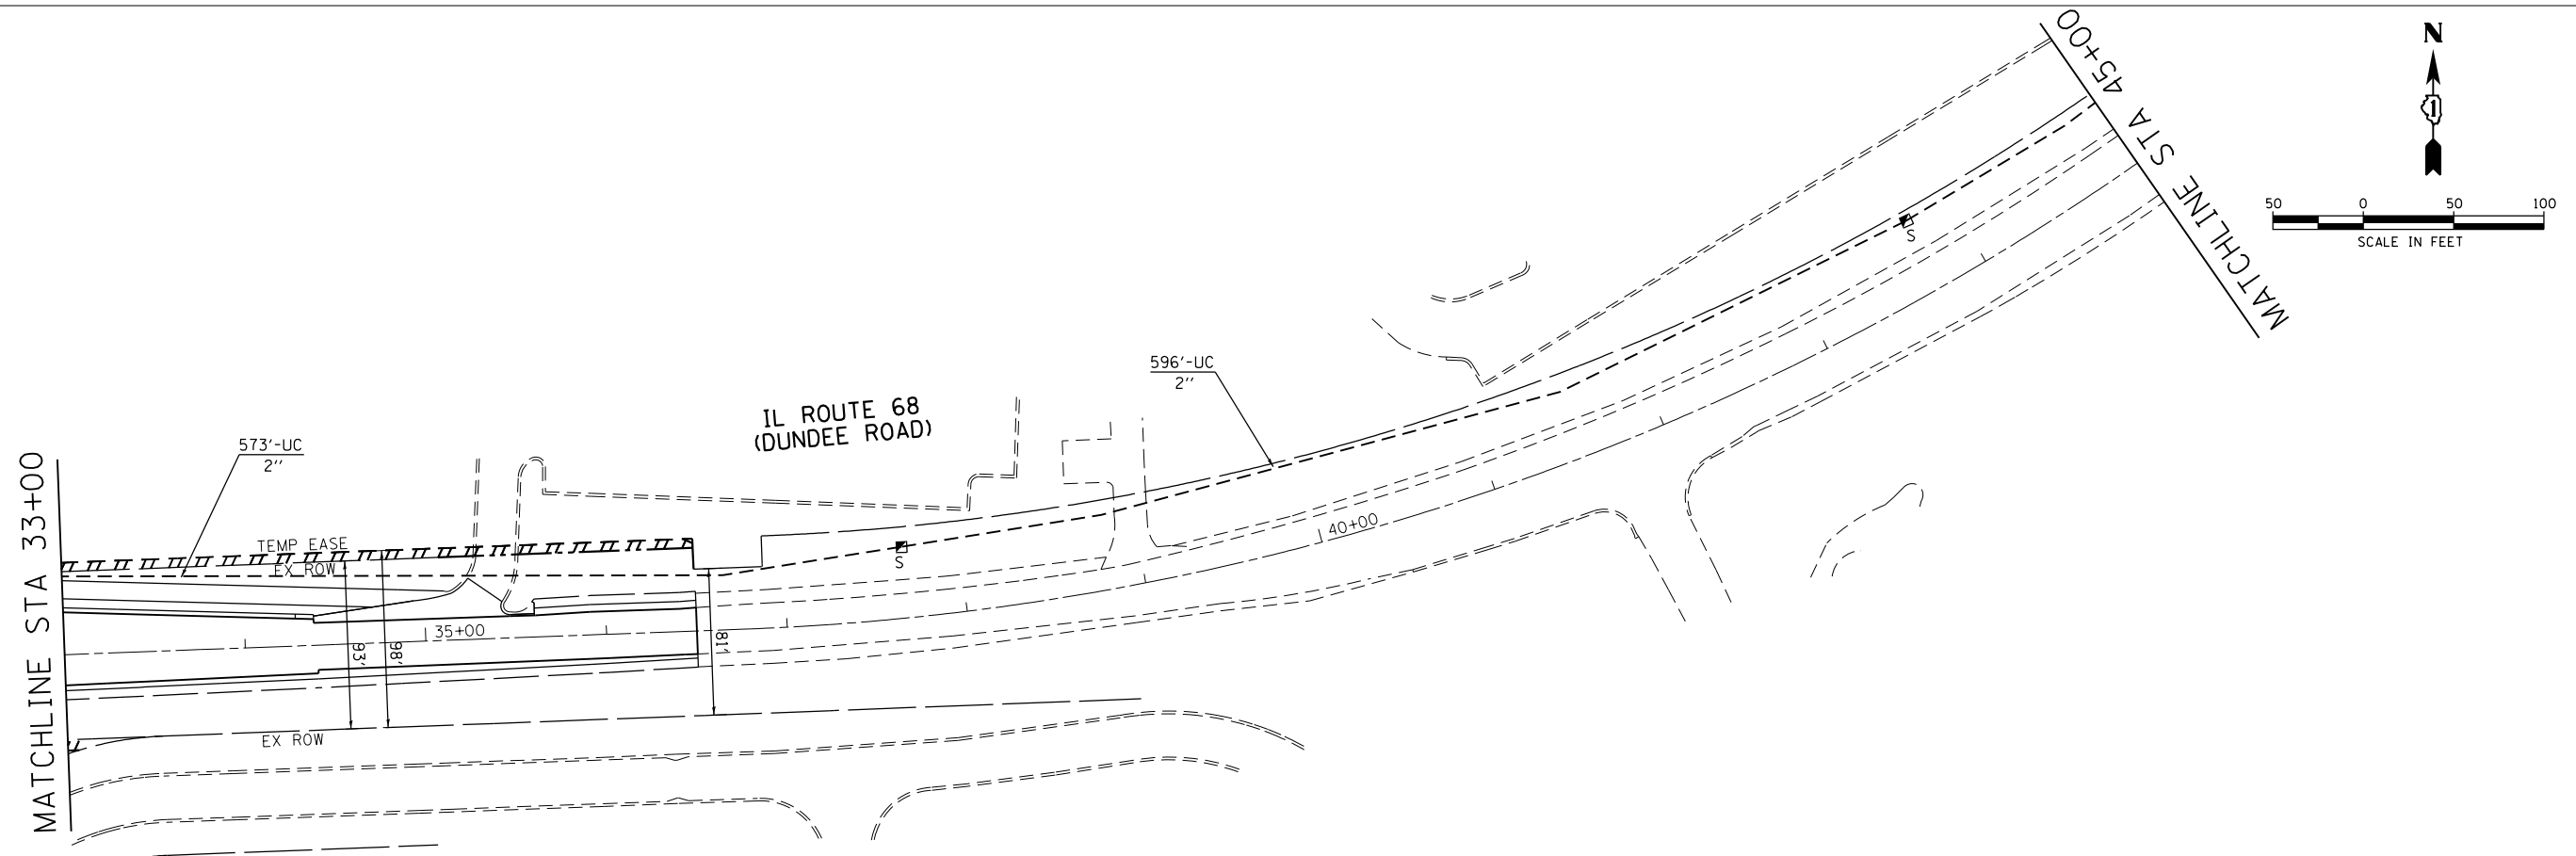 MATCHLINE STA 33+00
573'-UC
2''
TEMP EASE
EX ROW
35+00
93'
98'
81'
EX ROW
IL ROUTE 68
(DUNDEE ROAD)
S
596'-UC
2''
40+00
S
MATCHLINE STA 45+00
N
1
50 0 50 100
SCALE IN FEET